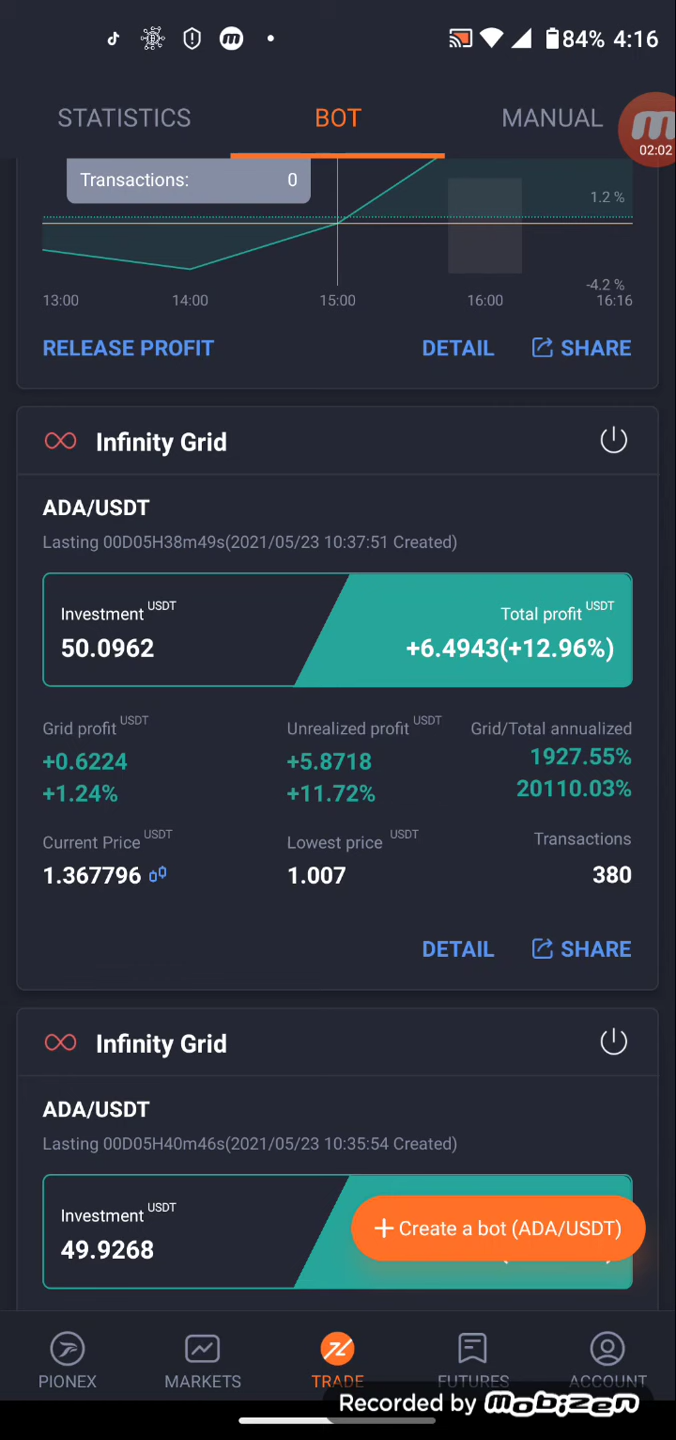 84% 4:16
STATISTICS BOT MANUAL
02:02
Transactions: 0
1.2 %
-4.2 %
13:00 14:00 15:00 16:00 16:16
RELEASE PROFIT DETAIL SHARE
Infinity Grid
ADA/USDT
Lasting 00D05H38m49s(2021/05/23 10:37:51 Created)
Investment USDT Total profit USDT
50.0962 +6.4943(+12.96%)
Grid profit USDT Unrealized profit USDT Grid/Total annualized
+0.6224 +5.8718 1927.55%
+1.24% +11.72% 20110.03%
Current Price USDT Lowest price USDT Transactions
1.367796 1.007 380
DETAIL SHARE
Infinity Grid
ADA/USDT
Lasting 00D05H40m46s(2021/05/23 10:35:54 Created)
Investment USDT
49.9268
+ Create a bot (ADA/USDT)
PIONEX MARKETS TRADE FUTURES ACCOUNT
Recorded by mobizen